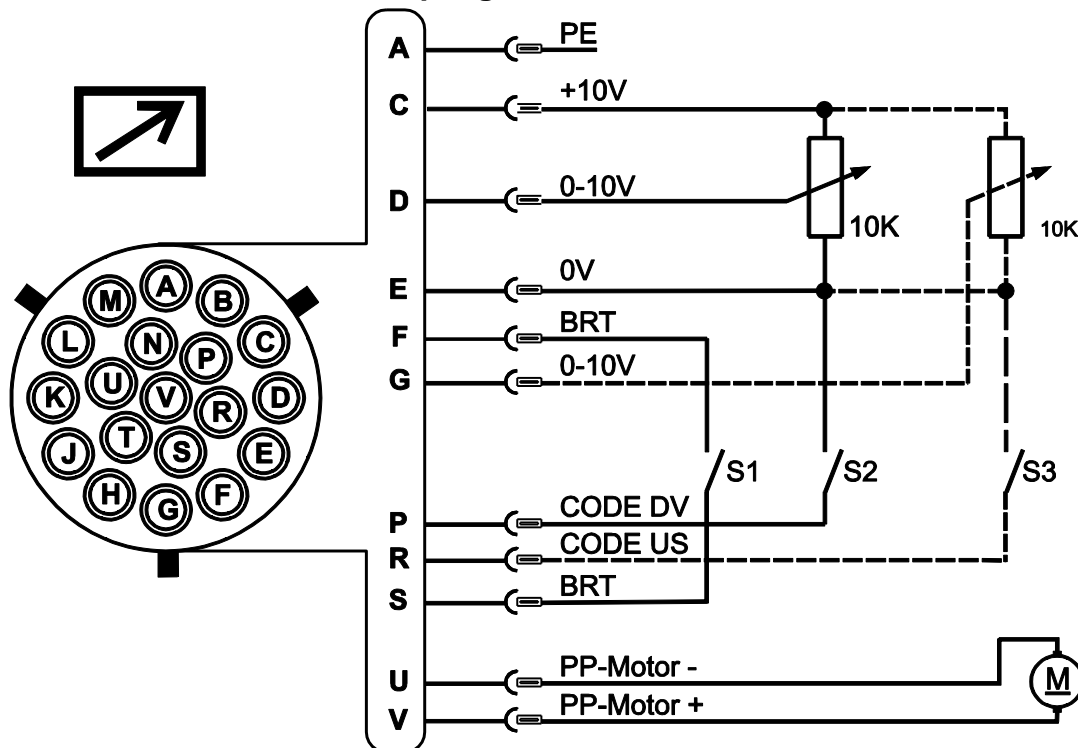 A PE
C +10V
D 0-10V
10K
10K
E 0V
F BRT
G 0-10V
S1 S2 S3
P CODE DV
R CODE US
S BRT
U PP-Motor -
V PP-Motor +
M
A
M B
L N P C
K U V R D
J T S E
H G F